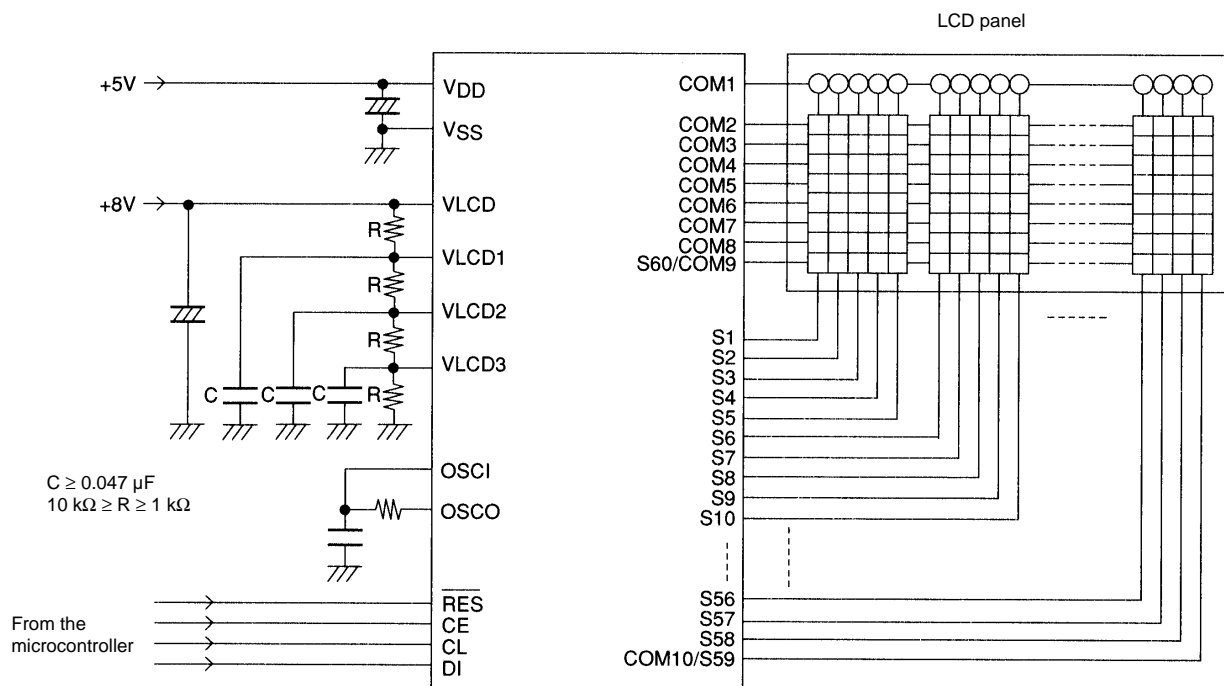 LCD panel
+5V
VDD
VSS
+8V
VLCD
R
VLCD1
R
VLCD2
R
VLCD3
C
C
C
R
C ≥ 0.047 µF
10 kΩ ≥ R ≥ 1 kΩ
OSCI
OSCO
From the
microcontroller
RES
CE
CL
DI
COM1
COM2
COM3
COM4
COM5
COM6
COM7
COM8
S60/COM9
S1
S2
S3
S4
S5
S6
S7
S8
S9
S10
S56
S57
S58
COM10/S59